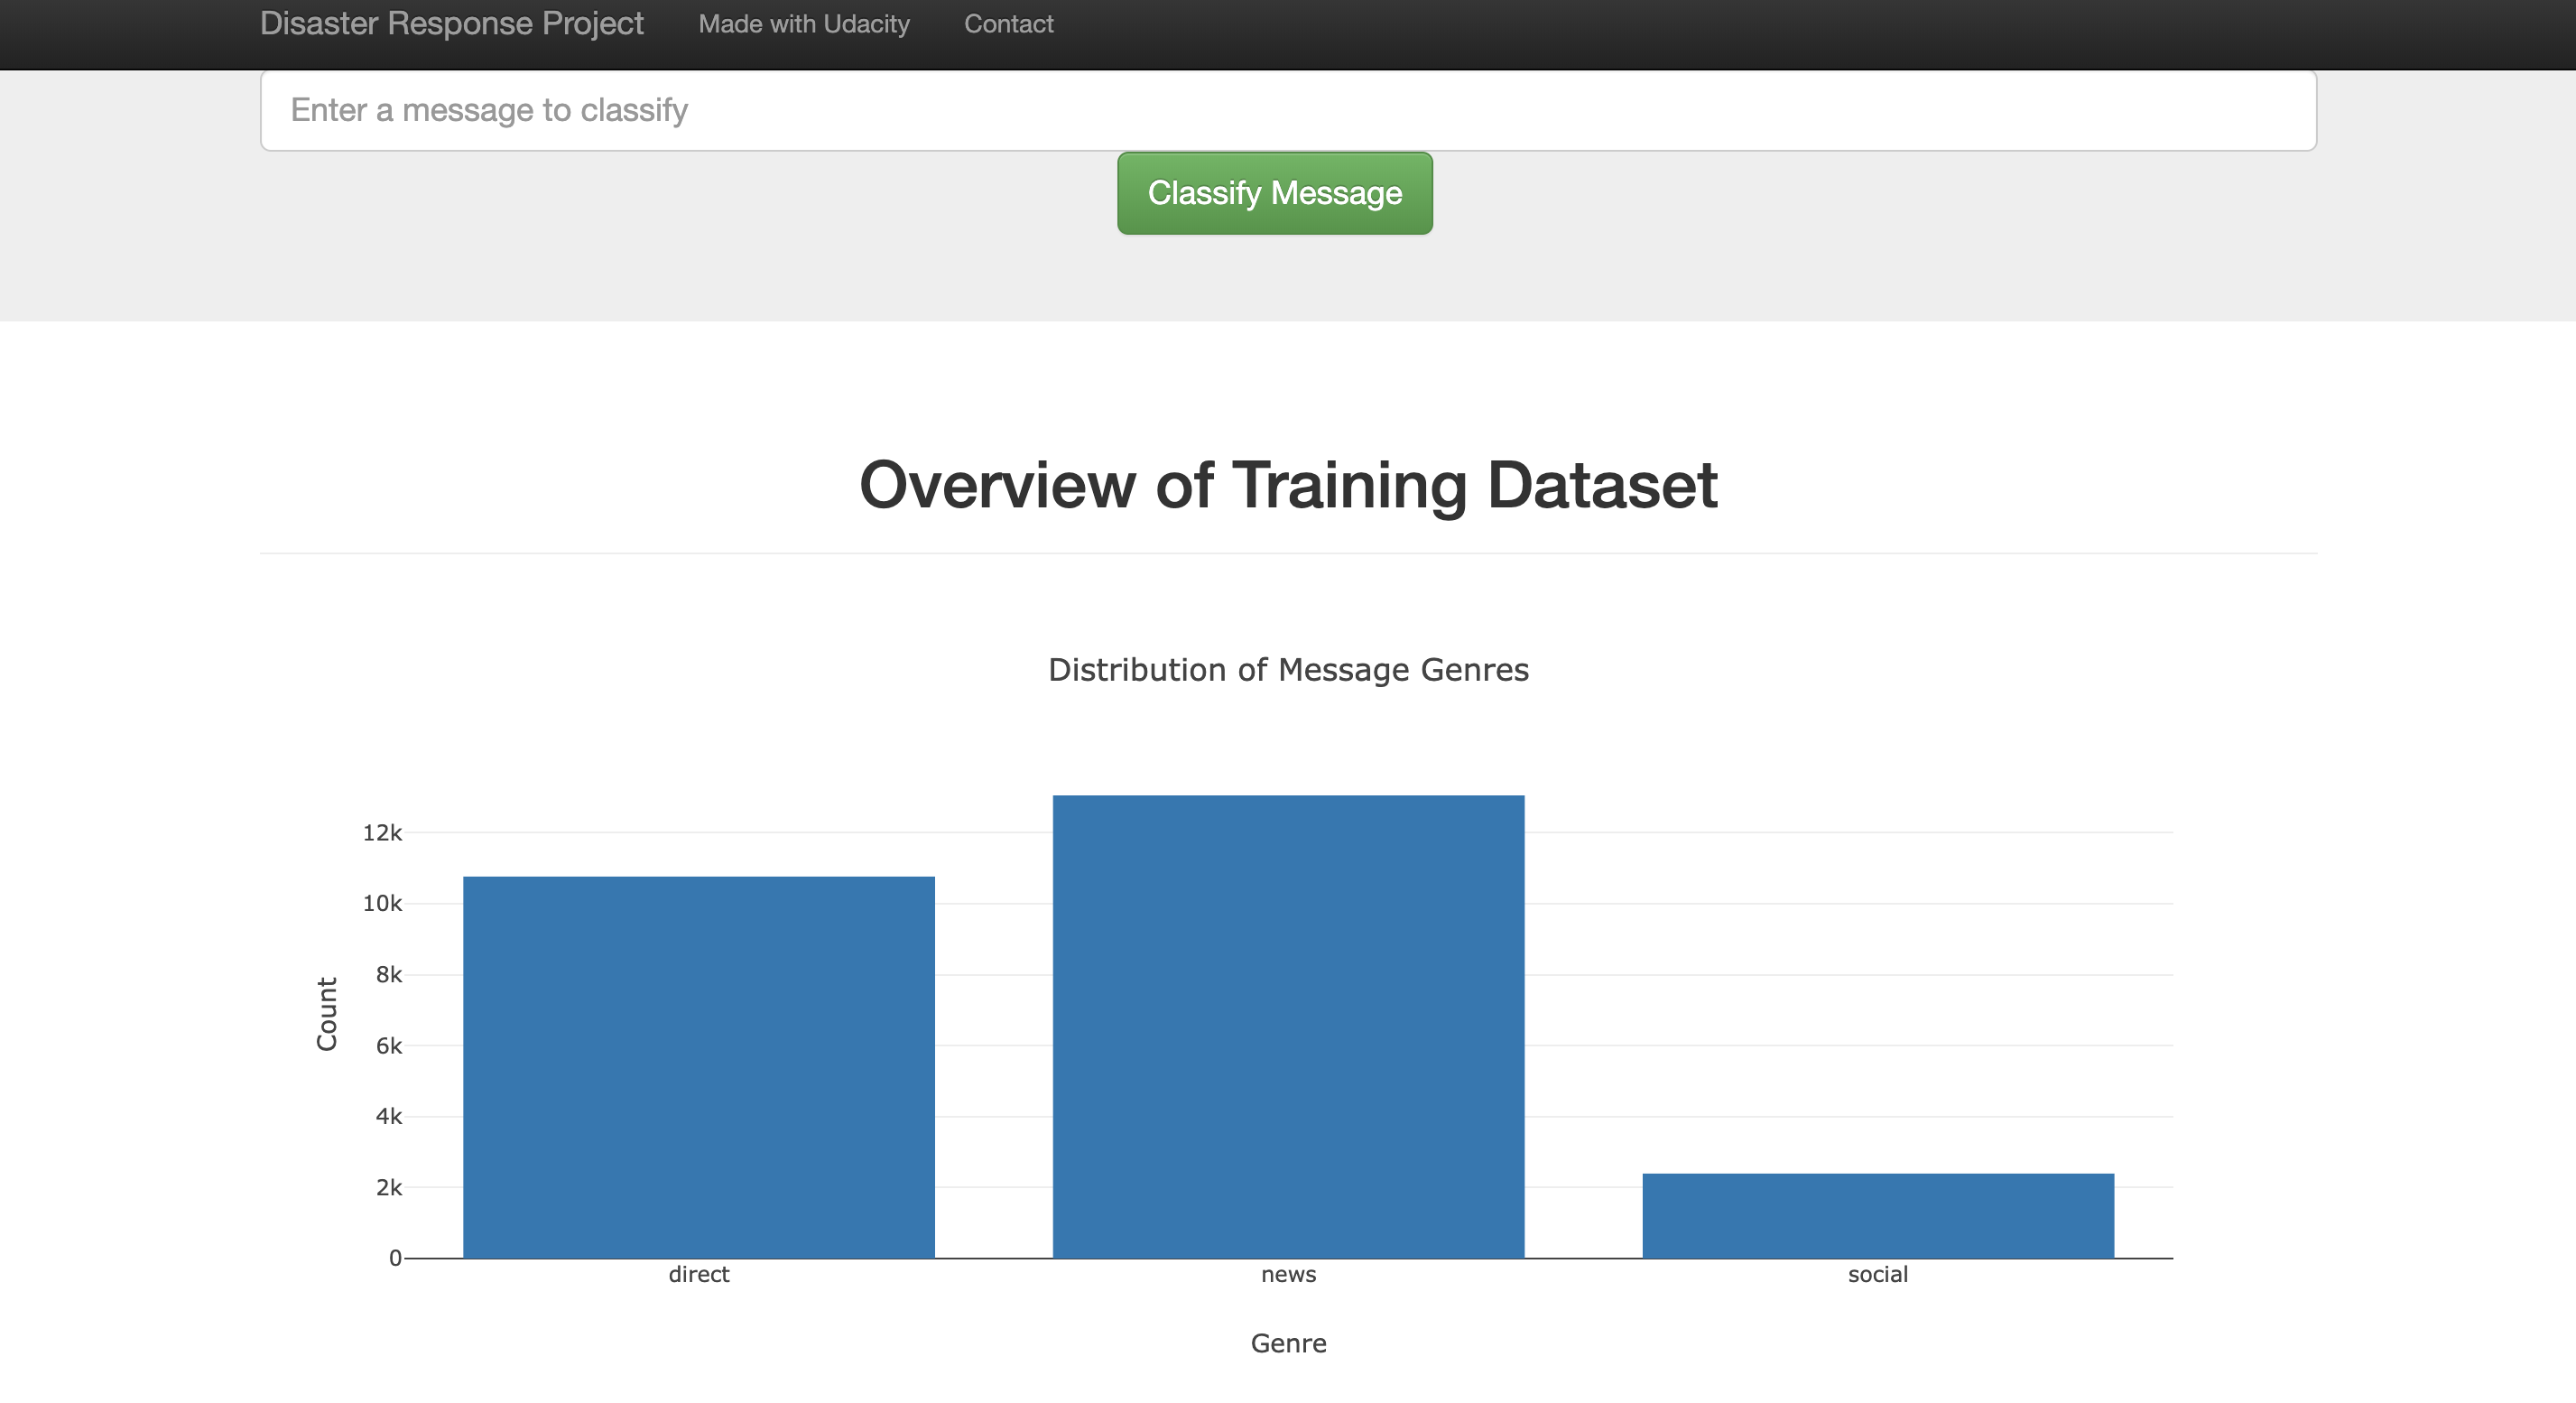 Disaster Response Project Made with Udacity Contact
Enter a message to classify
Classify Message
Overview of Training Dataset
Distribution of Message Genres
12k
10k
8k
6k
4k
2k
0
Count
direct news social
Genre